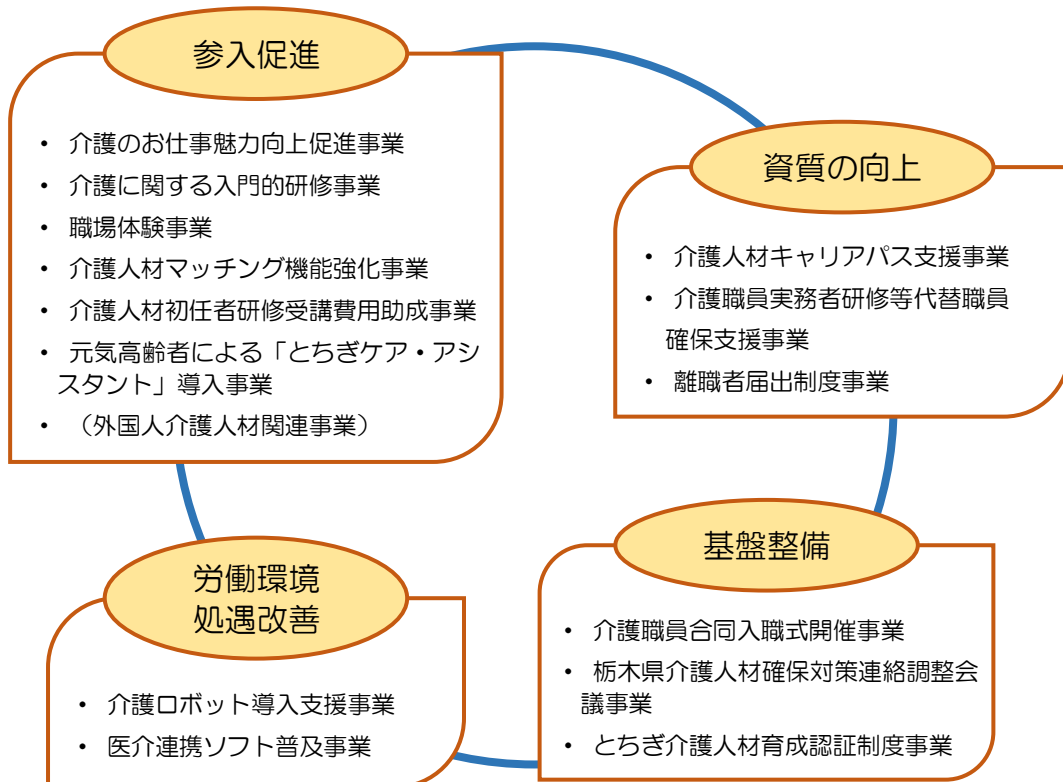 参入促進
・ 介護のお仕事魅力向上促進事業
・ 介護に関する入門的研修事業
・ 職場体験事業
・ 介護人材マッチング機能強化事業
・ 介護人材初任者研修受講費用助成事業
・ 元気高齢者による「とちぎケア・アシ
スタント」導入事業
・ （外国人介護人材関連事業）
資質の向上
・ 介護人材キャリアパス支援事業
・ 介護職員実務者研修等代替職員
確保支援事業
・ 離職者届出制度事業
労働環境
処遇改善
・ 介護ロボット導入支援事業
・ 医介連携ソフト普及事業
基盤整備
・ 介護職員合同入職式開催事業
・ 栃木県介護人材確保対策連絡調整会
議事業
・ とちぎ介護人材育成認証制度事業